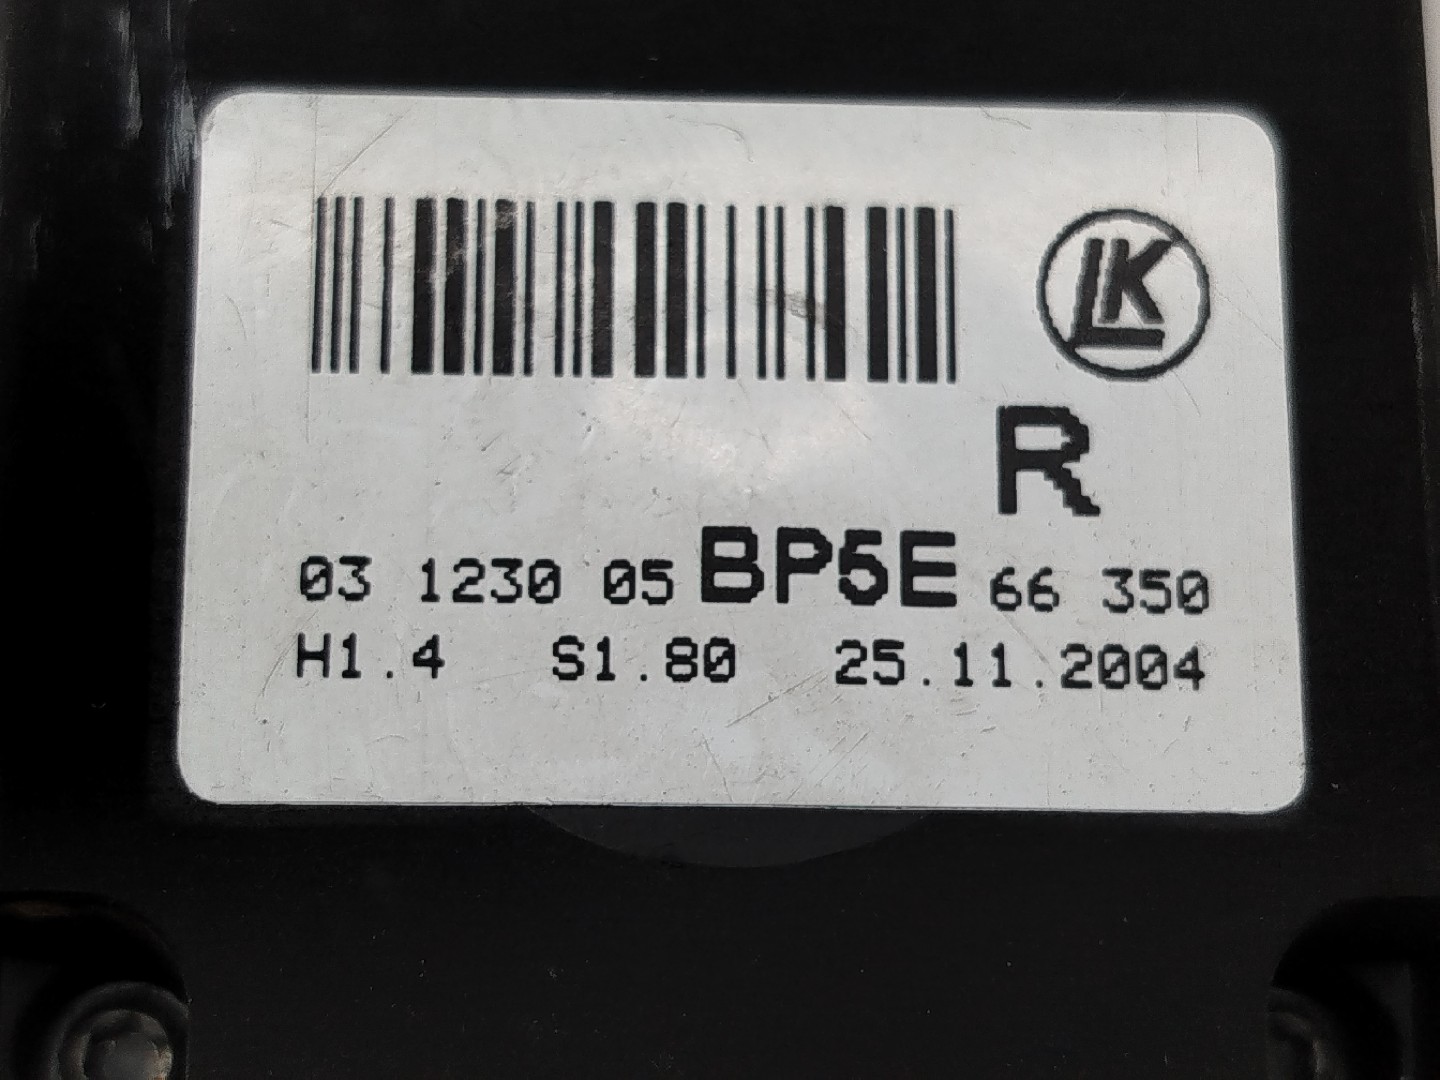 LK
R
03 1230 05 BP5E 66 350
H1.4 S1.80 25.11.2004